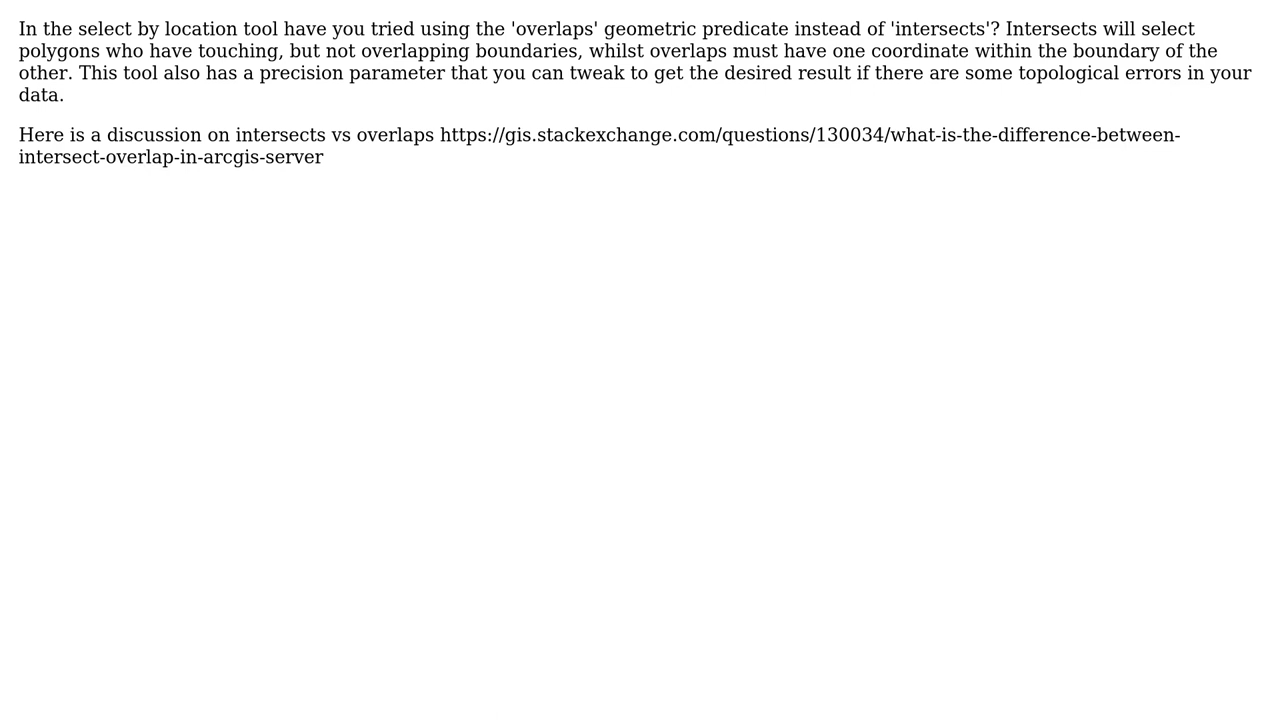 In the select by location tool have you tried using the 'overlaps' geometric predicate instead of 'intersects'? Intersects will select
polygons who have touching, but not overlapping boundaries, whilst overlaps must have one coordinate within the boundary of the
other. This tool also has a precision parameter that you can tweak to get the desired result if there are some topological errors in your
data.
Here is a discussion on intersects vs overlaps https://gis.stackexchange.com/questions/130034/what-is-the-difference-between-
intersect-overlap-in-arcgis-server